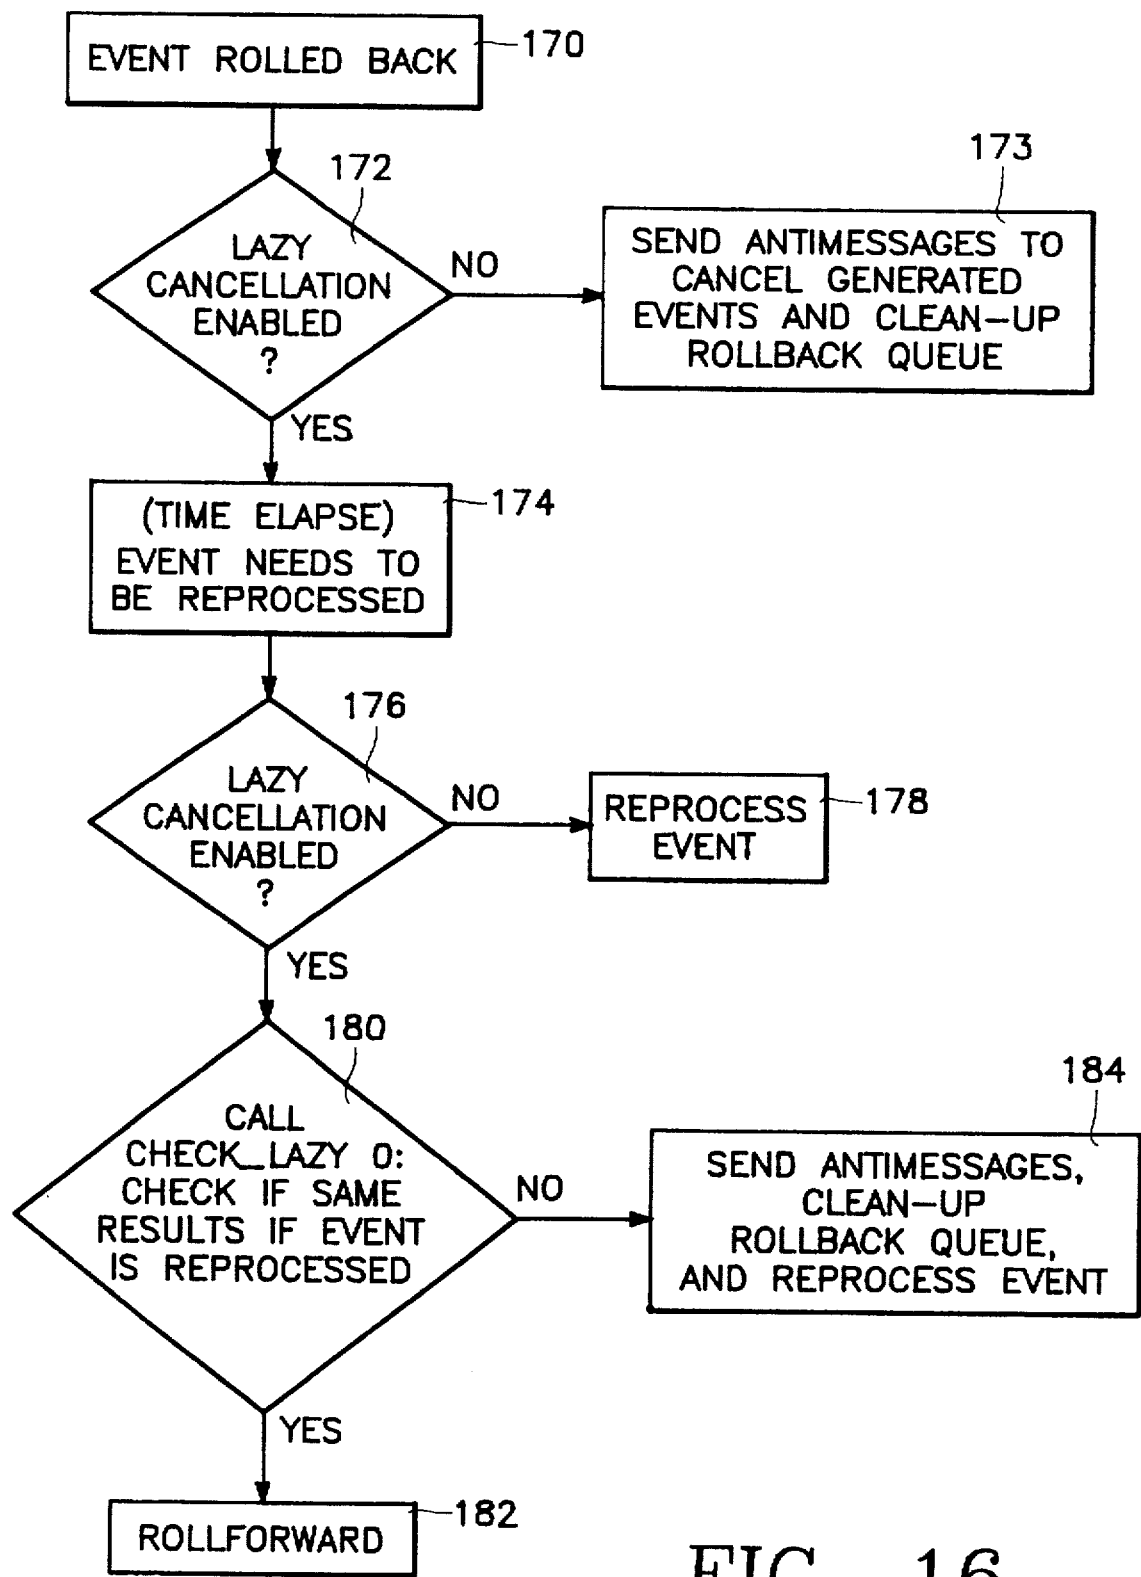 EVENT ROLLED BACK
170
172
LAZY
CANCELLATION
ENABLED
?
NO
173
SEND ANTIMESSAGES TO
CANCEL GENERATED
EVENTS AND CLEAN-UP
ROLLBACK QUEUE
YES
(TIME ELAPSE)
EVENT NEEDS TO
BE REPROCESSED
174
176
LAZY
CANCELLATION
ENABLED
?
NO
REPROCESS
EVENT
178
YES
180
CALL
CHECK_LAZY 0:
CHECK IF SAME
RESULTS IF EVENT
IS REPROCESSED
NO
184
SEND ANTIMESSAGES,
CLEAN-UP
ROLLBACK QUEUE,
AND REPROCESS EVENT
YES
ROLLFORWARD
182
FIG. 16